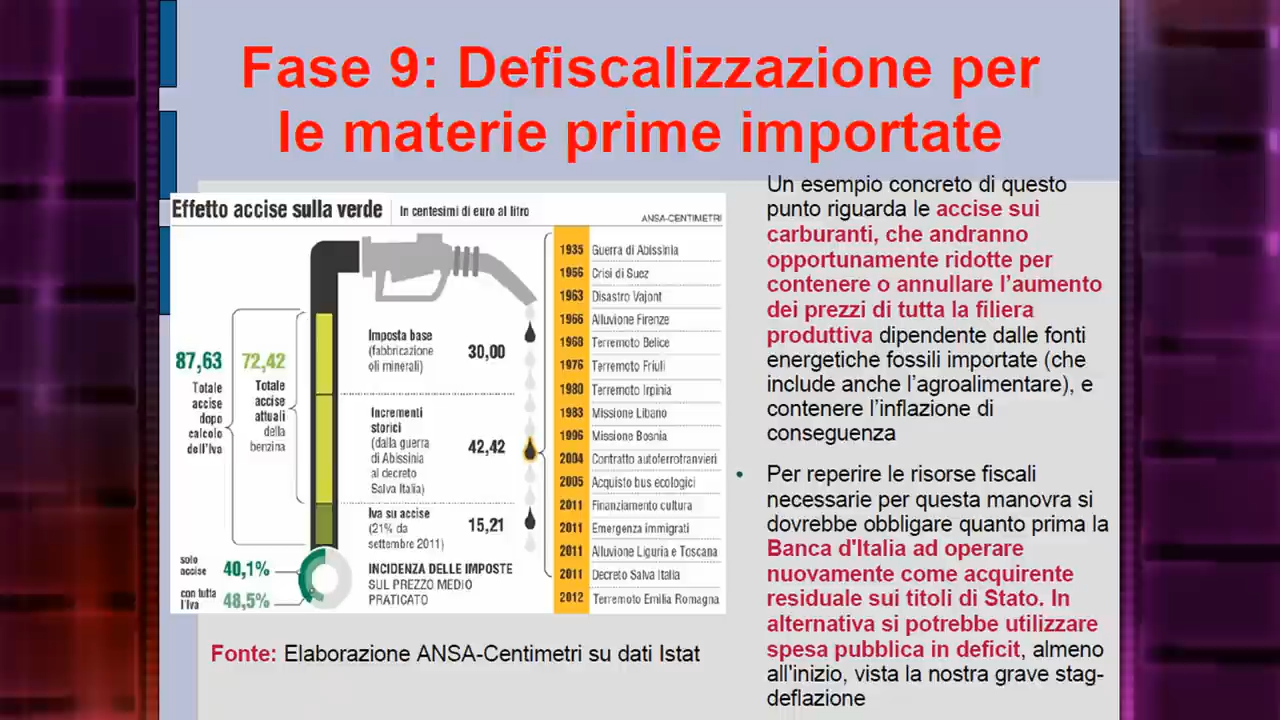 Fase 9: Defiscalizzazione per
le materie prime importate
Effetto accise sulla verde
In centesimi di euro al litro
ANSA-CENTIMETRI
87,63
Totale
accise
dopo
calcolo
dell'Iva
72,42
Totale
accise
attuali
della
benzina
Imposta base
(fabbricazione
oli minerali)
30,00
Incrementi
storici
(dalla guerra
di Abissinia
al decreto
Salva Italia)
42,42
Iva su accise
(21% da
settembre 2011)
15,21
solo
accise
40,1%
con tutta
l'Iva
48,5%
INCIDENZA DELLE IMPOSTE
SUL PREZZO MEDIO
PRATICATO
1935 Guerra di Abissinia
1956 Crisi di Suez
1963 Disastro Vajont
1966 Alluvione Firenze
1968 Terremoto Belice
1976 Terremoto Friuli
1980 Terremoto Irpinia
1983 Missione Libano
1996 Missione Bosnia
2004 Contratto autoferrotranvieri
2005 Acquisto bus ecologici
2011 Finanziamento cultura
2011 Emergenza immigrati
2011 Alluvione Liguria e Toscana
2011 Decreto Salva Italia
2012 Terremoto Emilia Romagna
Fonte: Elaborazione ANSA-Centimetri su dati Istat
Un esempio concreto di questo
punto riguarda le accise sui
carburanti, che andranno
opportunamente ridotte per
contenere o annullare l'aumento
dei prezzi di tutta la filiera
produttiva dipendente dalle fonti
energetiche fossili importate (che
include anche l'agroalimentare), e
contenere l'inflazione di
conseguenza
• Per reperire le risorse fiscali
necessarie per questa manovra si
dovrebbe obbligare quanto prima la
Banca d'Italia ad operare
nuovamente come acquirente
residuale sui titoli di Stato. In
alternativa si potrebbe utilizzare
spesa pubblica in deficit, almeno
all'inizio, vista la nostra grave stag-
deflazione